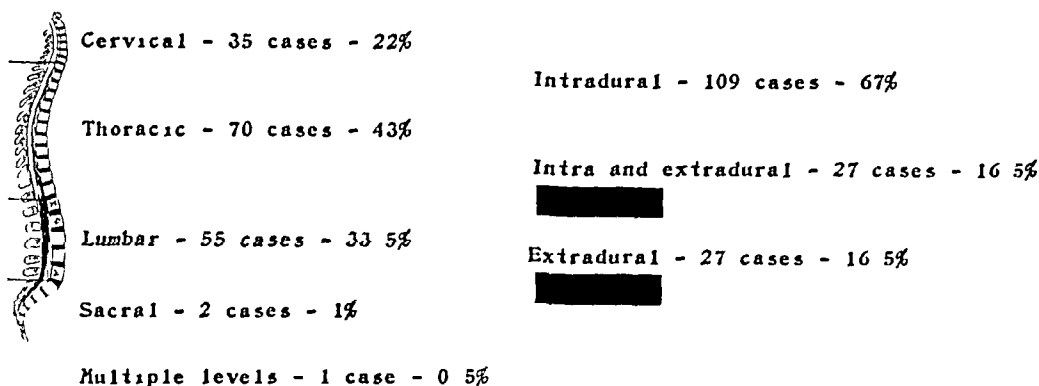 Cervical - 35 cases - 22%
Thoracic - 70 cases - 43%
Lumbar - 55 cases - 33 5%
Sacral - 2 cases - 1%
Multiple levels - 1 case - 0 5%
Intradural - 109 cases - 67%
Intra and extradural - 27 cases - 16 5%
Extradural - 27 cases - 16 5%